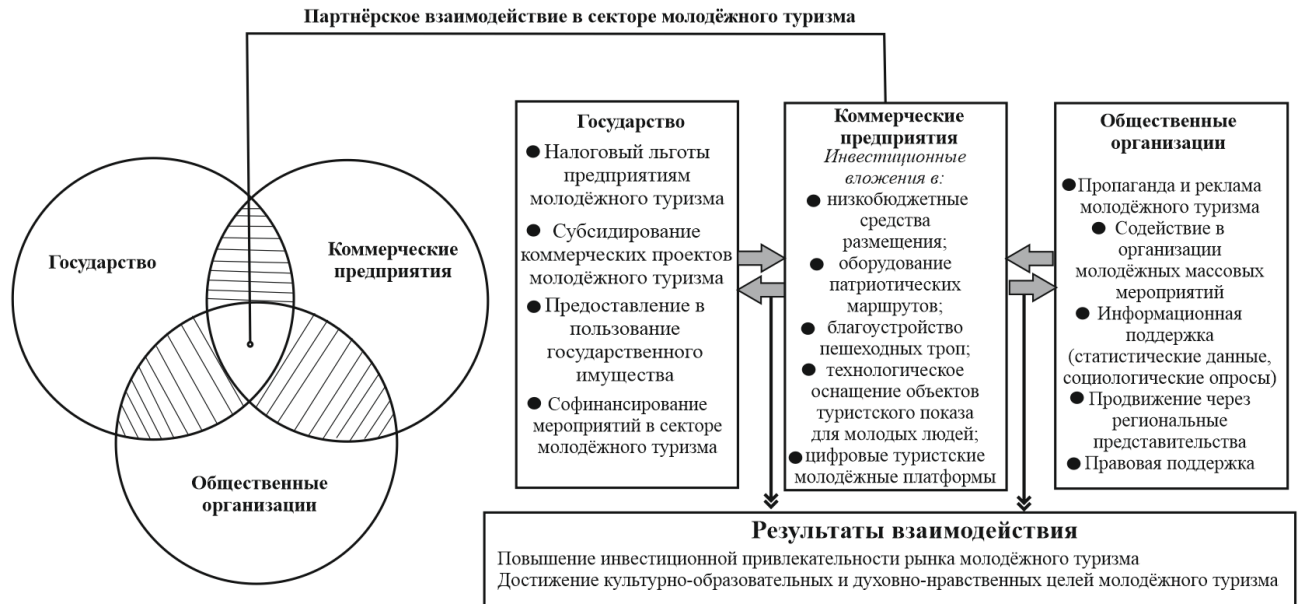 Партнёрское взаимодействие в секторе молодёжного туризма
Государство
Коммерческие
предприятия
Общественные
организации
Государство
● Налоговый льготы
предприятиям
молодёжного туризма
● Субсидирование
коммерческих проектов
молодёжного туризма
● Предоставление в
пользование
государственного
имущества
● Софинансирование
мероприятий в секторе
молодёжного туризма
Коммерческие
предприятия
Инвестиционные
вложения в:
● низкобюджетные
средства
размещения;
● оборудование
патриотических
маршрутов;
● благоустройство
пешеходных троп;
● технологическое
оснащение объектов
туристского показа
для молодых людей;
● цифровые туристские
молодёжные платформы
Общественные
организации
● Пропаганда и реклама
молодёжного туризма
● Содействие в
организации
молодёжных массовых
мероприятий
● Информационная
поддержка
(статистические данные,
социологические опросы)
● Продвижение через
региональные
представительства
● Правовая поддержка
Результаты взаимодействия
Повышение инвестиционной привлекательности рынка молодёжного туризма
Достижение культурно-образовательных и духовно-нравственных целей молодёжного туризма